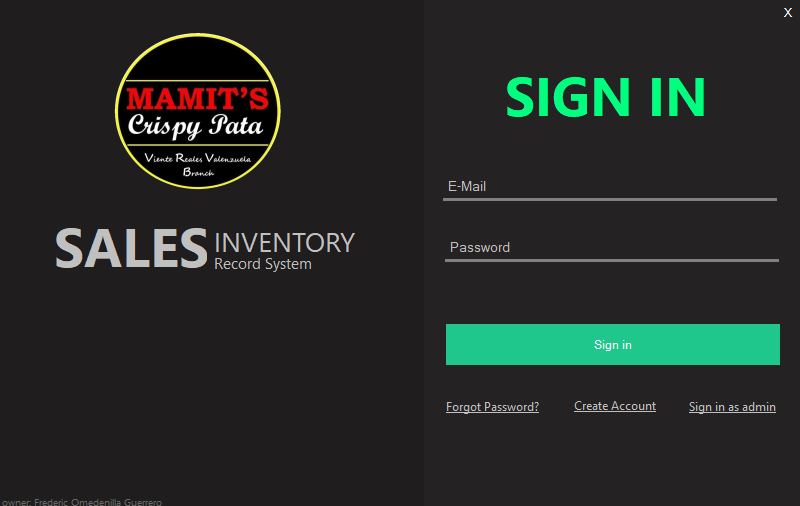 X
MAMIT'S
Crispy Pata
Viente Reales Valenzuela
Branch
SALES INVENTORY
Record System
owner: Frederic Omedenilla Guerrero
SIGN IN
E-Mail
Password
Sign in
Forgot Password?
Create Account
Sign in as admin